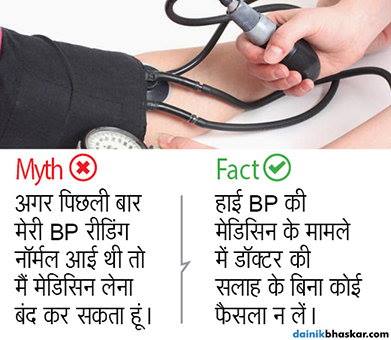 Myth
अगर पिछली बार
मेरी BP रीडिंग
नॉर्मल आई थी तो
मैं मेडिसिन लेना
बंद कर सकता हूं।
Fact
हाई BP की
मेडिसिन के मामले
में डॉक्टर की
सलाह के बिना कोई
फैसला न लें।
dainikbhaskar.com